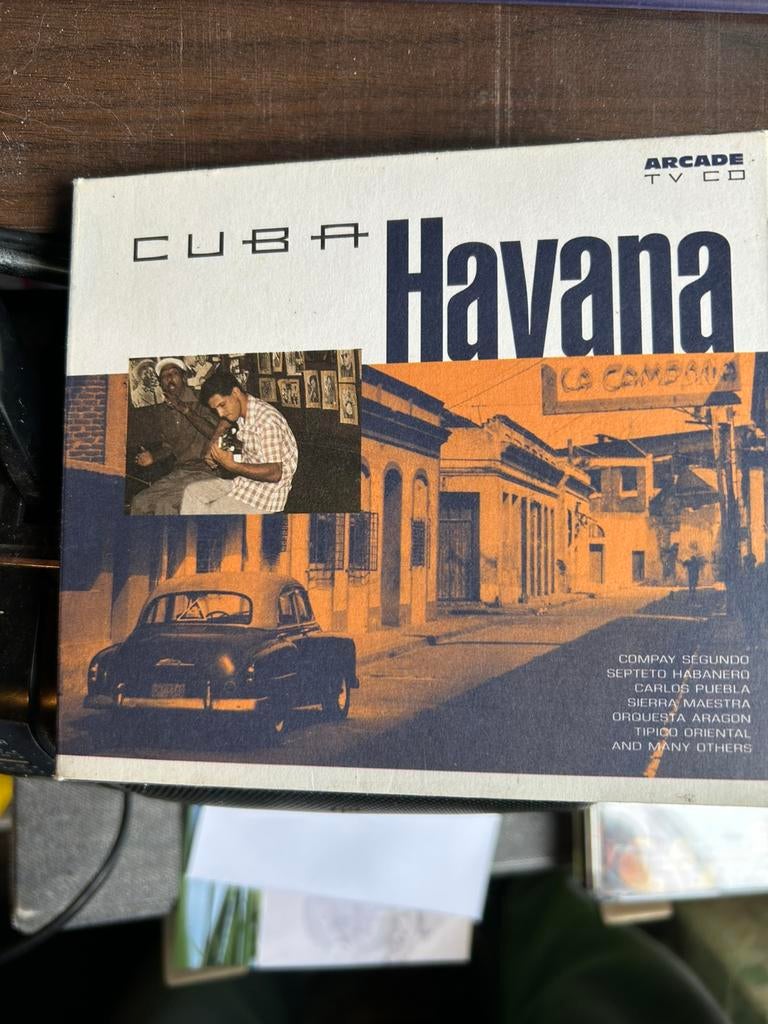 ARCADE
TV CD
CUBA Havana
LA CAMPANA
COMPAY SEGUNDO
SEPTETO HABANERO
CARLOS PUEBLA
SIERRA MAESTRA
ORQUESTA ARAGON
TIPICO ORIENTAL
AND MANY OTHERS